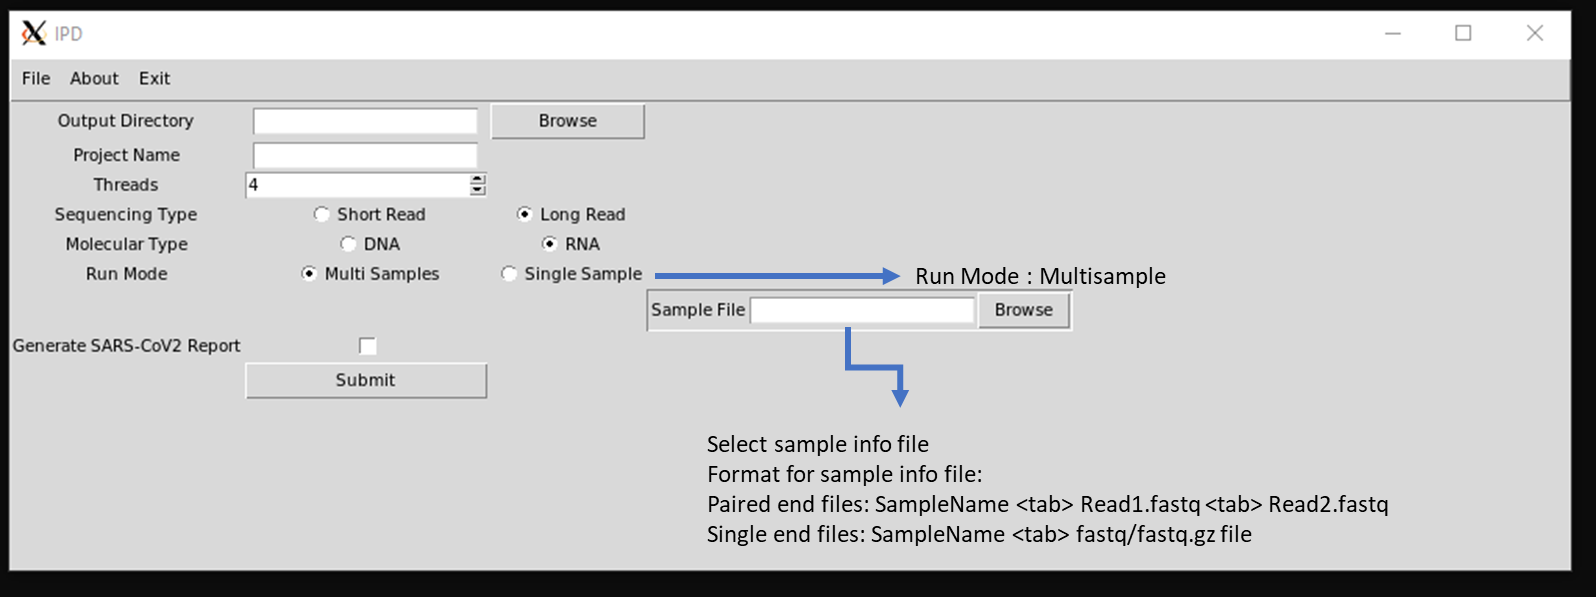 IPD
File About Exit
Output Directory Browse
Project Name
Threads 4
Sequencing Type Short Read Long Read
Molecular Type DNA RNA
Run Mode Multi Samples Single Sample Run Mode : Multisample
Sample File Browse
Generate SARS-CoV2 Report
Submit
Select sample info file
Format for sample info file:
Paired end files: SampleName <tab> Read1.fastq <tab> Read2.fastq
Single end files: SampleName <tab> fastq/fastq.gz file